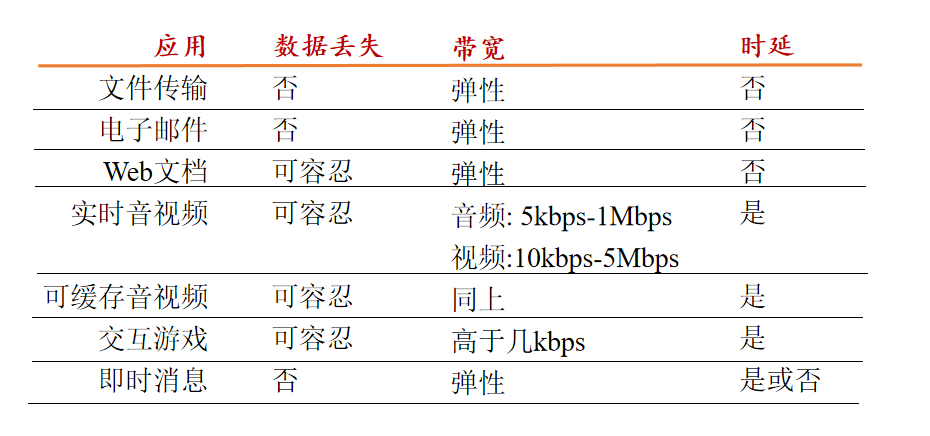 应用 数据丢失 带宽 时延
文件传输 否 弹性 否
电子邮件 否 弹性 否
Web文档 可容忍 弹性 否
实时音视频 可容忍 音频: 5kbps-1Mbps 是
视频:10kbps-5Mbps
可缓存音视频 可容忍 同上 是
交互游戏 可容忍 高于几kbps 是
即时消息 否 弹性 是或否